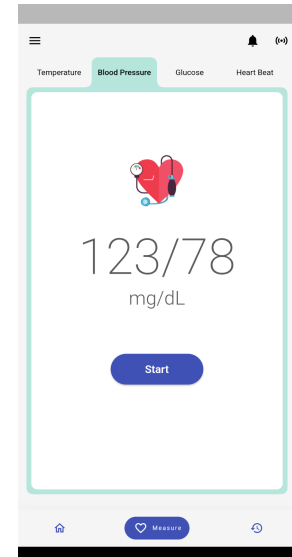 Temperature Blood Pressure Glucose Heart Beat
123/78
mg/dL
Start
Measure